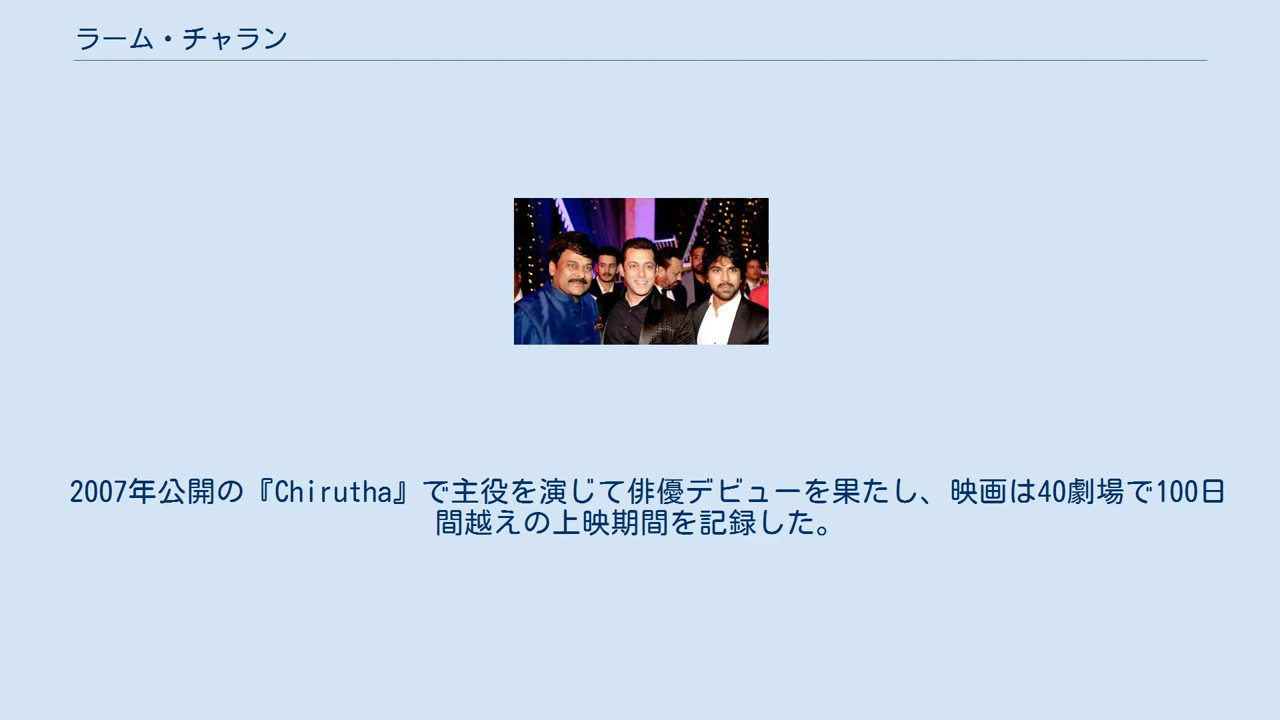 ラーム・チャラン
2007年公開の『Chirutha』で主役を演じて俳優デビューを果たし、映画は40劇場で100日
間越えの上映期間を記録した。